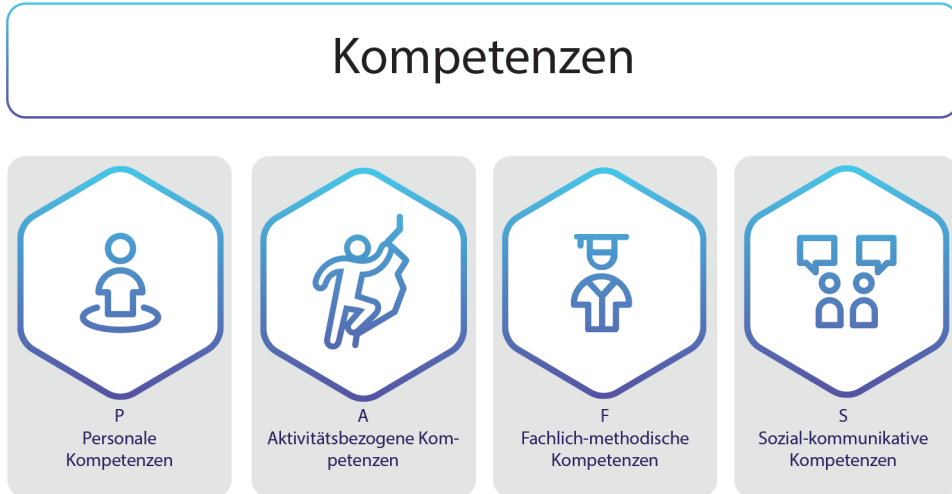 Kompetenzen
P
Personale
Kompetenzen
A
Aktivitätsbezogene Kom-
petenzen
F
Fachlich-methodische
Kompetenzen
S
Sozial-kommunikative
Kompetenzen